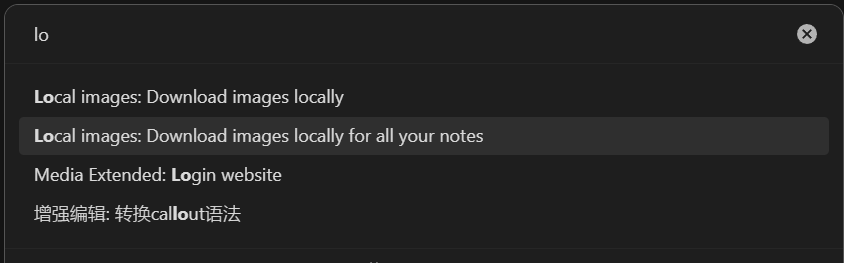 lo
Local images: Download images locally
Local images: Download images locally for all your notes
Media Extended: Login website
增强编辑: 转换callout语法